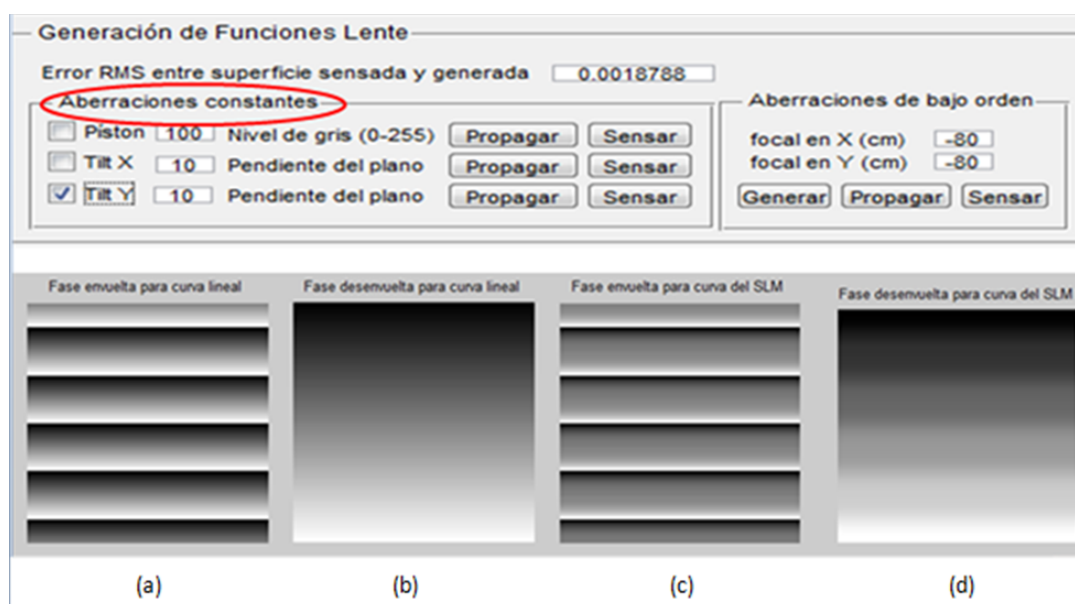 Generación de Funciones Lente
Error RMS entre superficie sensada y generada 0.0018788
Aberraciones constantes
Píston 100 Nivel de gris (0-255) Propagar Sensar
Tilt X 10 Pendiente del plano Propagar Sensar
Tilt Y 10 Pendiente del plano Propagar Sensar
Aberraciones de bajo orden
focal en X (cm) -80
focal en Y (cm) -80
Generar Propagar Sensar
Fase envuelta para curva lineal
Fase desenvuelta para curva lineal
Fase envuelta para curva del SLM
Fase desenvuelta para curva del SLM
(a) (b) (c) (d)